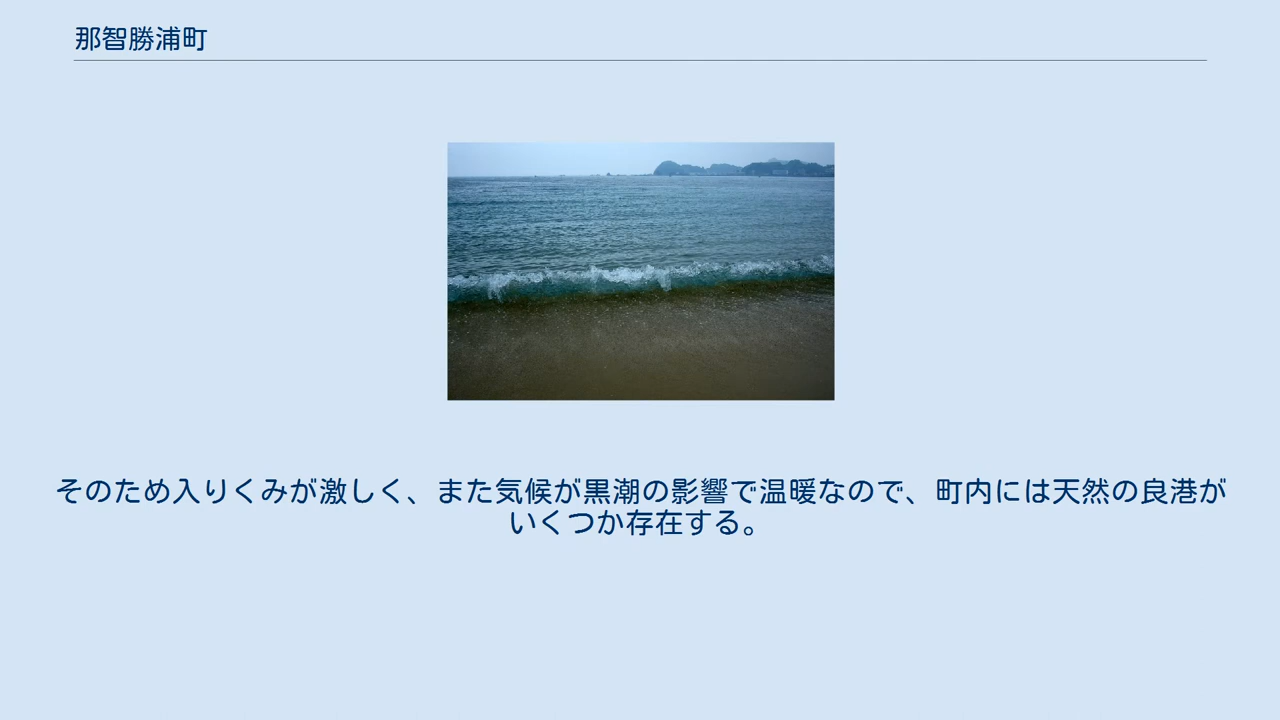 那智勝浦町
そのため入りくみが激しく、また気候が黒潮の影響で温暖なので、町内には天然の良港が
いくつか存在する。